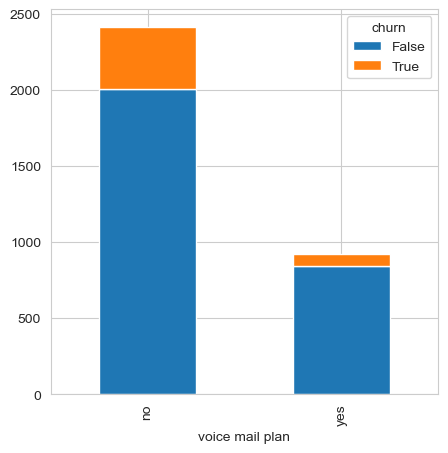 2500
2000
1500
1000
500
0
churn
False
True
no
yes
voice mail plan